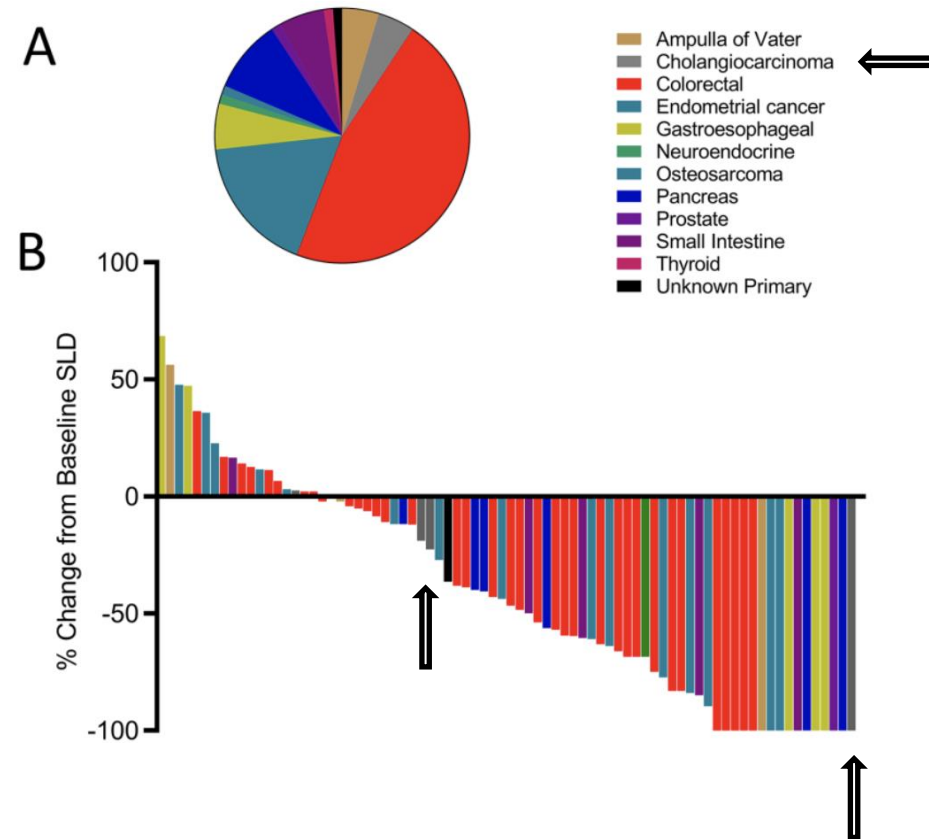 A
Ampulla of Vater
Cholangiocarcinoma
Colorectal
Endometrial cancer
Gastroesophageal
Neuroendocrine
Osteosarcoma
Pancreas
Prostate
Small Intestine
Thyroid
Unknown Primary
B
% Change from Baseline SLD
100
50
0
-50
-100